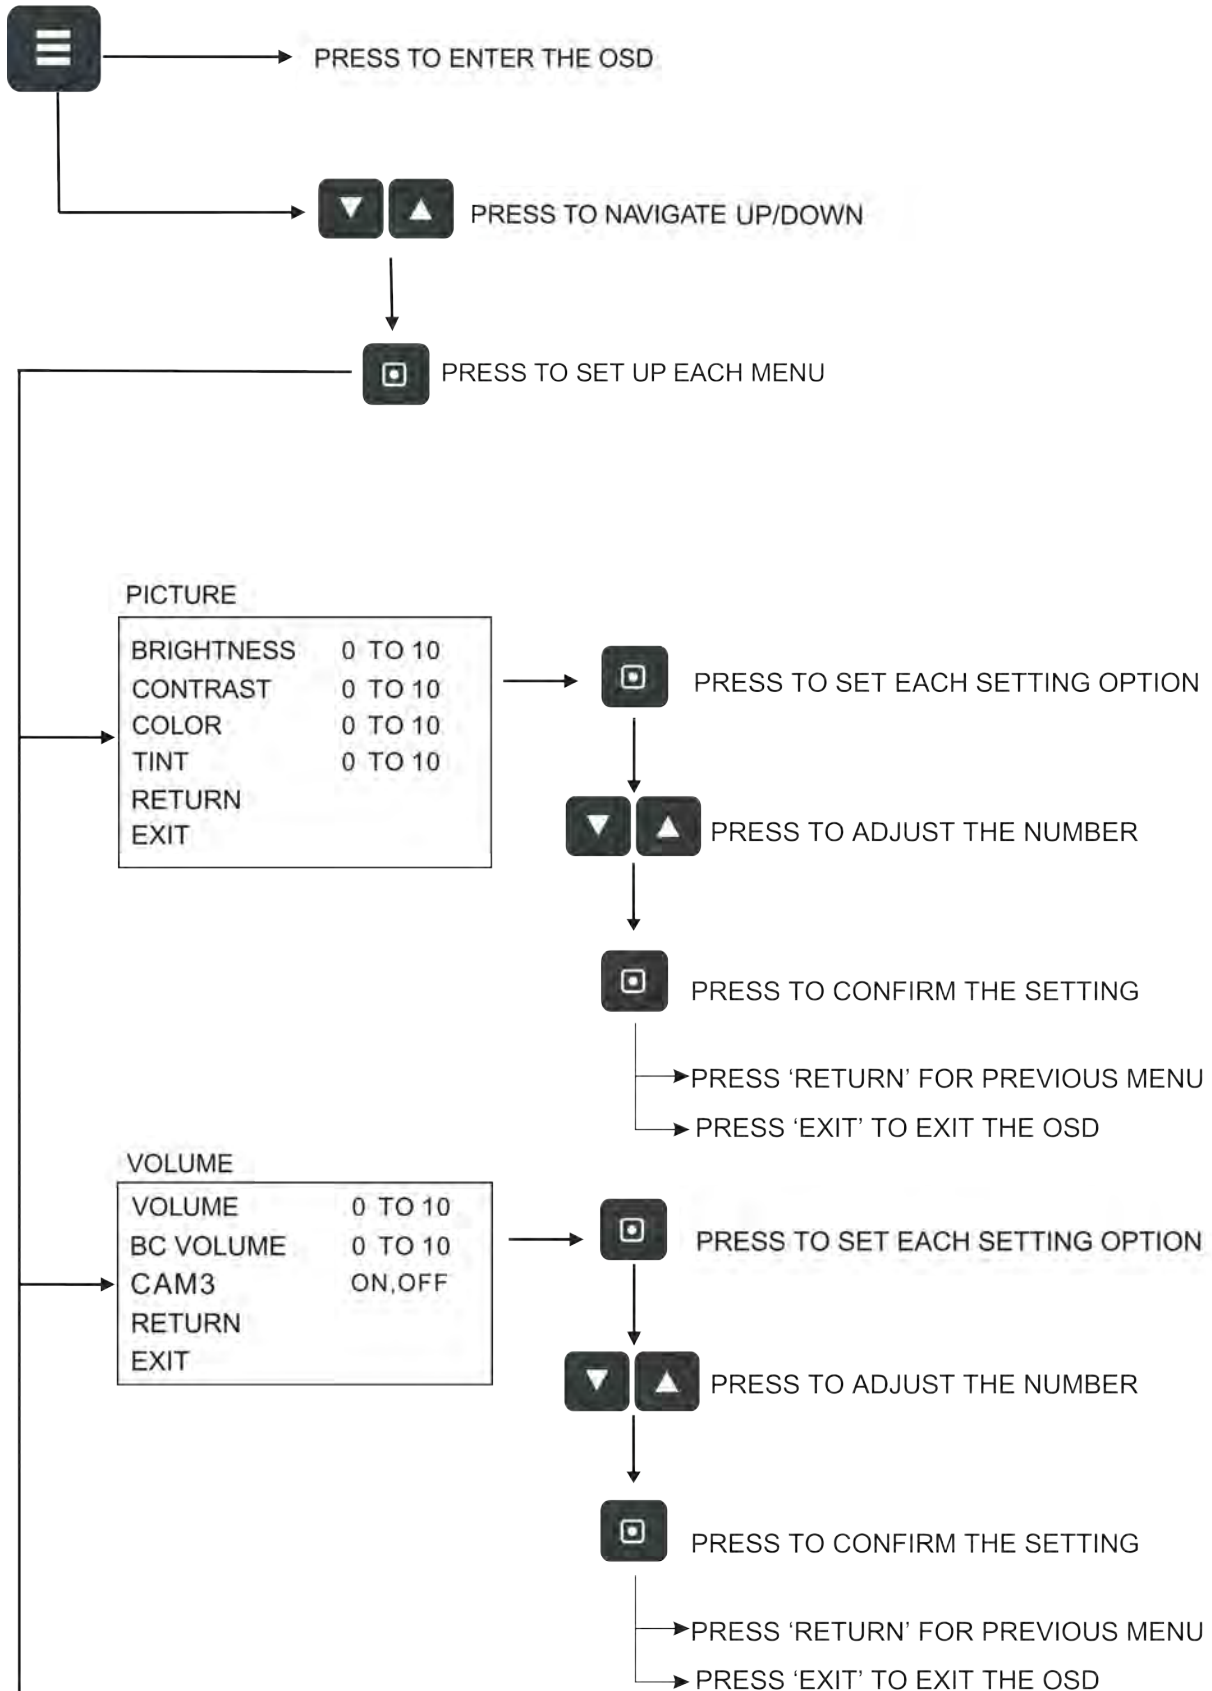 PRESS TO ENTER THE OSD
PRESS TO NAVIGATE UP/DOWN
PRESS TO SET UP EACH MENU
PICTURE
BRIGHTNESS 0 TO 10
CONTRAST 0 TO 10
COLOR 0 TO 10
TINT 0 TO 10
RETURN
EXIT
PRESS TO SET EACH SETTING OPTION
PRESS TO ADJUST THE NUMBER
PRESS TO CONFIRM THE SETTING
PRESS ‘RETURN’ FOR PREVIOUS MENU
PRESS ‘EXIT’ TO EXIT THE OSD
VOLUME
VOLUME 0 TO 10
BC VOLUME 0 TO 10
CAM3 ON,OFF
RETURN
EXIT
PRESS TO SET EACH SETTING OPTION
PRESS TO ADJUST THE NUMBER
PRESS TO CONFIRM THE SETTING
PRESS ‘RETURN’ FOR PREVIOUS MENU
PRESS ‘EXIT’ TO EXIT THE OSD